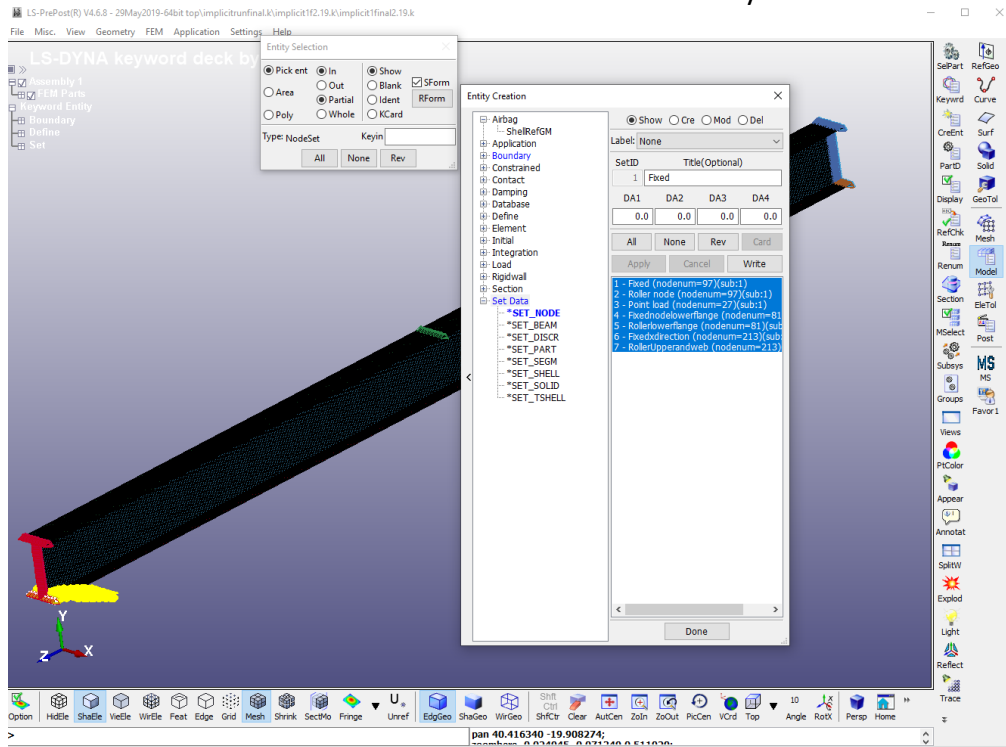 LS-PrePost(R) V4.6.8 - 29May2019-64bit top\implicitrunfinal.k\implicit1f2.19.k\implicit1final2.19.k
File Misc. View Geometry FEM Application Settings Help
LS-DYNA keyword deck by
Assembly 1
FEM Parts
Keyword Entity
Boundary
Define
Set
Entity Selection
Pick ent In Show
Out Blank SForm
Area
Partial Ident RForm
Poly Whole KCard
Type: NodeSet Keyin
All None Rev
Entity Creation
Airbag
ShellRefGM
Application
Boundary
Constrained
Contact
Damping
Database
Define
Element
Initial
Integration
Load
Rigidwall
Section
Set Data
*SET_NODE
*SET_BEAM
*SET_DISCR
*SET_PART
*SET_SEGM
*SET_SHELL
*SET_SOLID
*SET_TSHELL
Show Cre Mod Del
Label: None
SetID Title(Optional)
1 Fixed
DA1 DA2 DA3 DA4
0.0 0.0 0.0 0.0
All None Rev Card
Apply Cancel Write
1 - Fixed (nodenum=97)(sub:1)
2 - Roller node (nodenum=97)(sub:1)
3 - Point load (nodenum=27)(sub:1)
4 - Fixednodelowerflange (nodenum=81
5 - Rollerlowerflange (nodenum=81)(sub
6 - Fixedxdirection (nodenum=213)(sub:
7 - RollerUpperandweb (nodenum=213)
Done
SelPart RefGeo
Keywrd Curve
CreEnt Surf
PartD Solid
Display GeoTol
RefChk Mesh
Renum Model
Section EleTol
MSelect Post
Subsys MS
MS
Groups Favor1
Views
PtColor
Appear
Annotat
SplitW
Explod
Light
Reflect
Trace
Y
Z X
Option HidEle ShaEle VieEle WirEle Feat Edge Grid Mesh Shrink SectMo Fringe Unref EdgGeo ShaGeo WirGeo ShfCtr Clear AutCen ZoIn ZoOut PicCen VCrd Top 10 Angle RotX Persp Home
Shft
Ctrl
> pan 40.416340 -19.908274;